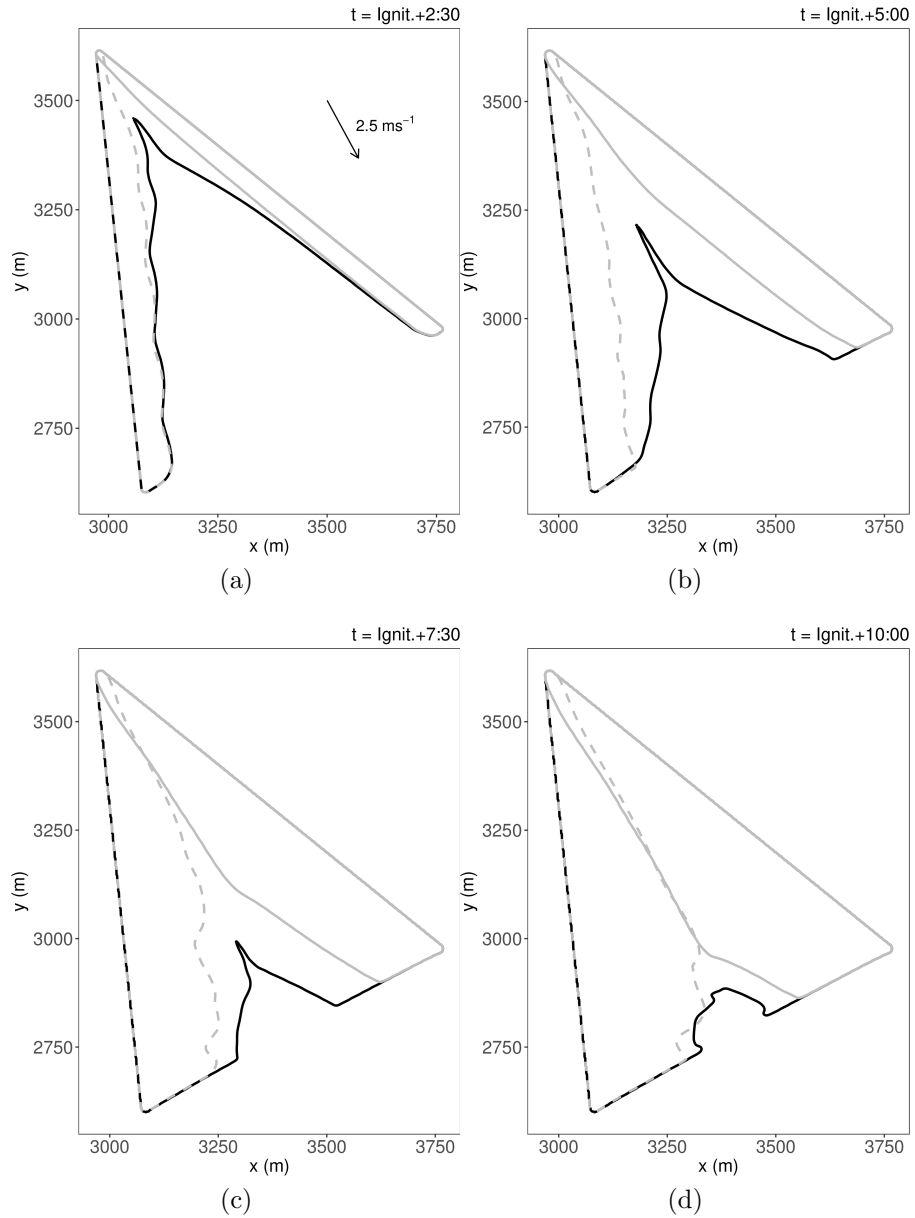 t = Ignit.+2:30
2.5 ms⁻¹
y (m)
3500
3250
3000
2750
3000 3250 3500 3750
x (m)
(a)
t = Ignit.+5:00
y (m)
3500
3250
3000
2750
3000 3250 3500 3750
x (m)
(b)
t = Ignit.+7:30
y (m)
3500
3250
3000
2750
3000 3250 3500 3750
x (m)
(c)
t = Ignit.+10:00
y (m)
3500
3250
3000
2750
3000 3250 3500 3750
x (m)
(d)